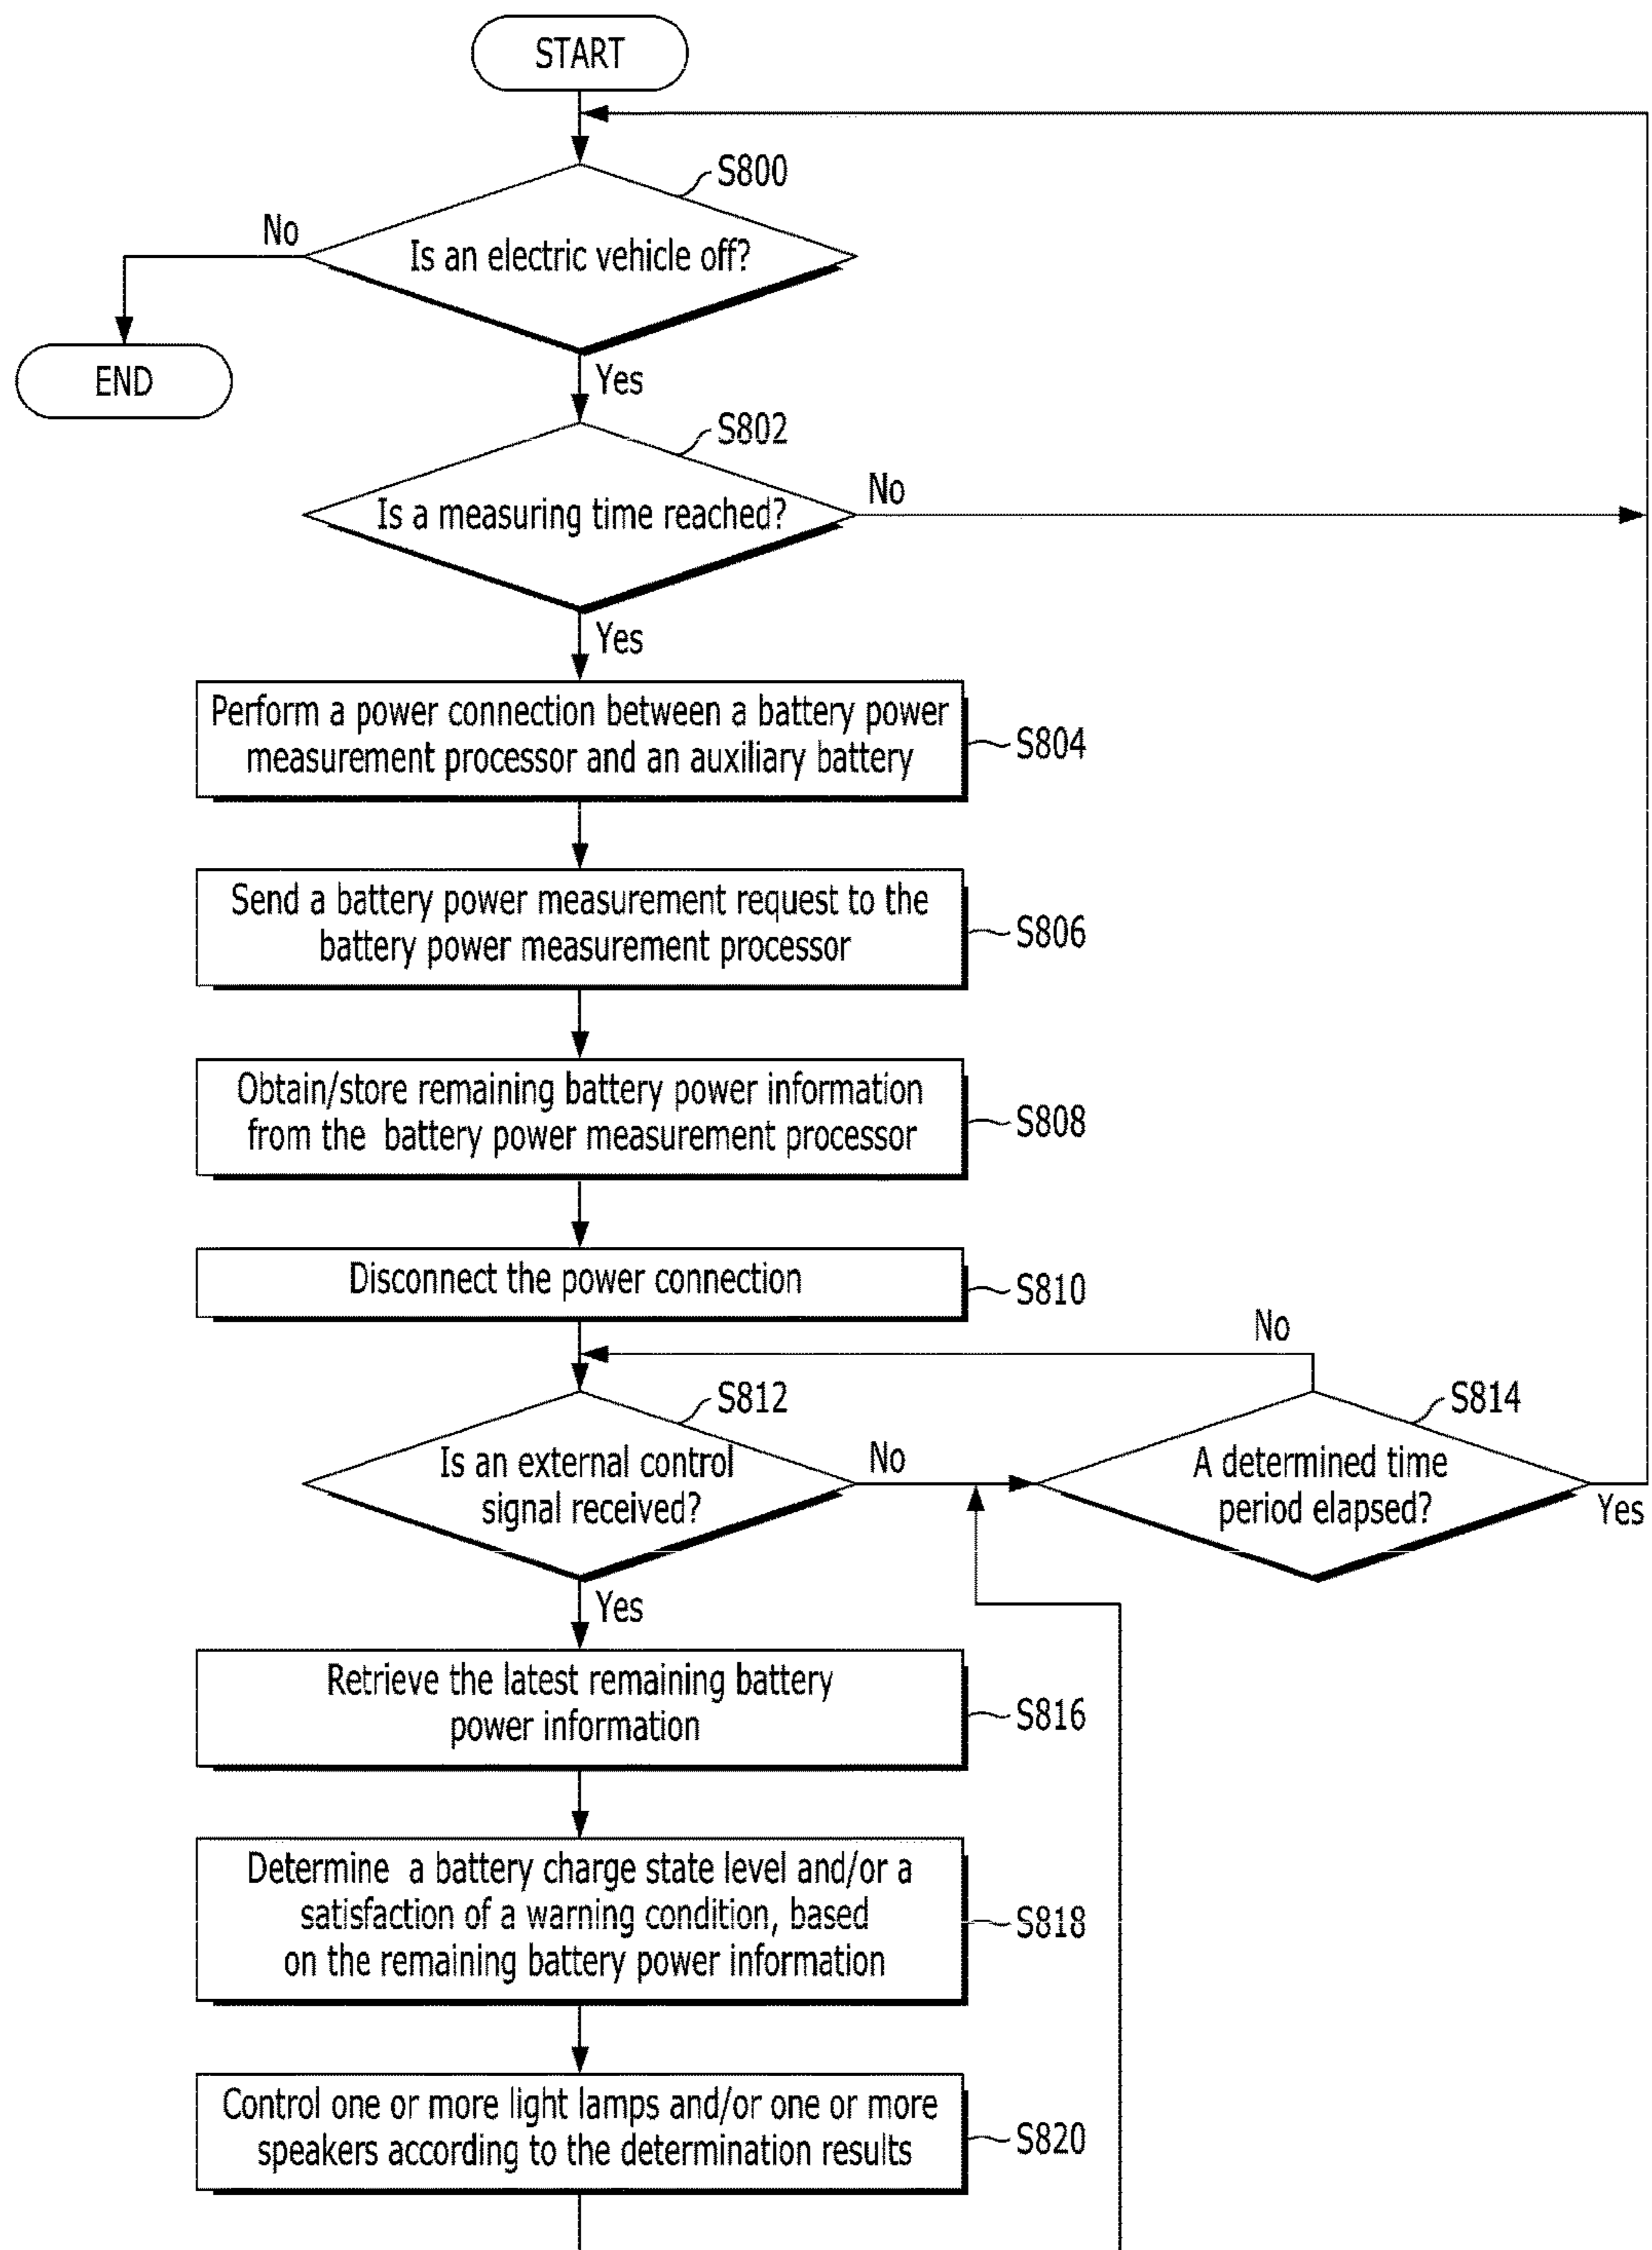 START
S800
No
Is an electric vehicle off?
END
Yes
S802
No
Is a measuring time reached?
Yes
Perform a power connection between a battery power
measurement processor and an auxiliary battery
S804
Send a battery power measurement request to the
battery power measurement processor
S806
Obtain/store remaining battery power information
from the battery power measurement processor
S808
Disconnect the power connection
S810
No
S812
S814
Is an external control
signal received?
No
A determined time
period elapsed?
Yes
Yes
Retrieve the latest remaining battery
power information
S816
Determine a battery charge state level and/or a
satisfaction of a warning condition, based
on the remaining battery power information
S818
Control one or more light lamps and/or one or more
speakers according to the determination results
S820